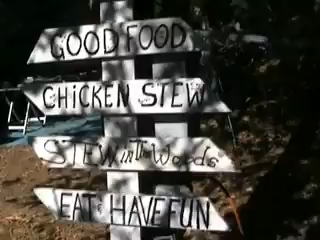 GOOD FOOD
CHICKEN STEW
STEW in The Woods
EAT & HAVE FUN